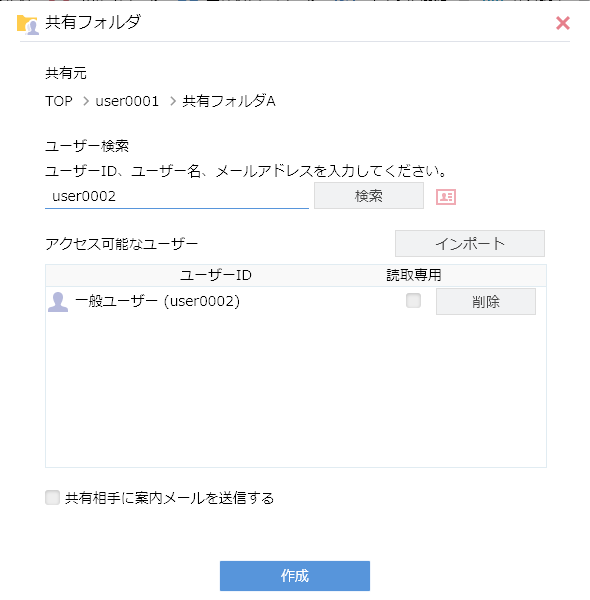 共有フォルダ
共有元
TOP > user0001 > 共有フォルダA
ユーザー検索
ユーザーID、ユーザー名、メールアドレスを入力してください。
user0002 検索
アクセス可能なユーザー インポート
ユーザーID 読取専用
一般ユーザー (user0002) 削除
共有相手に案内メールを送信する
作成